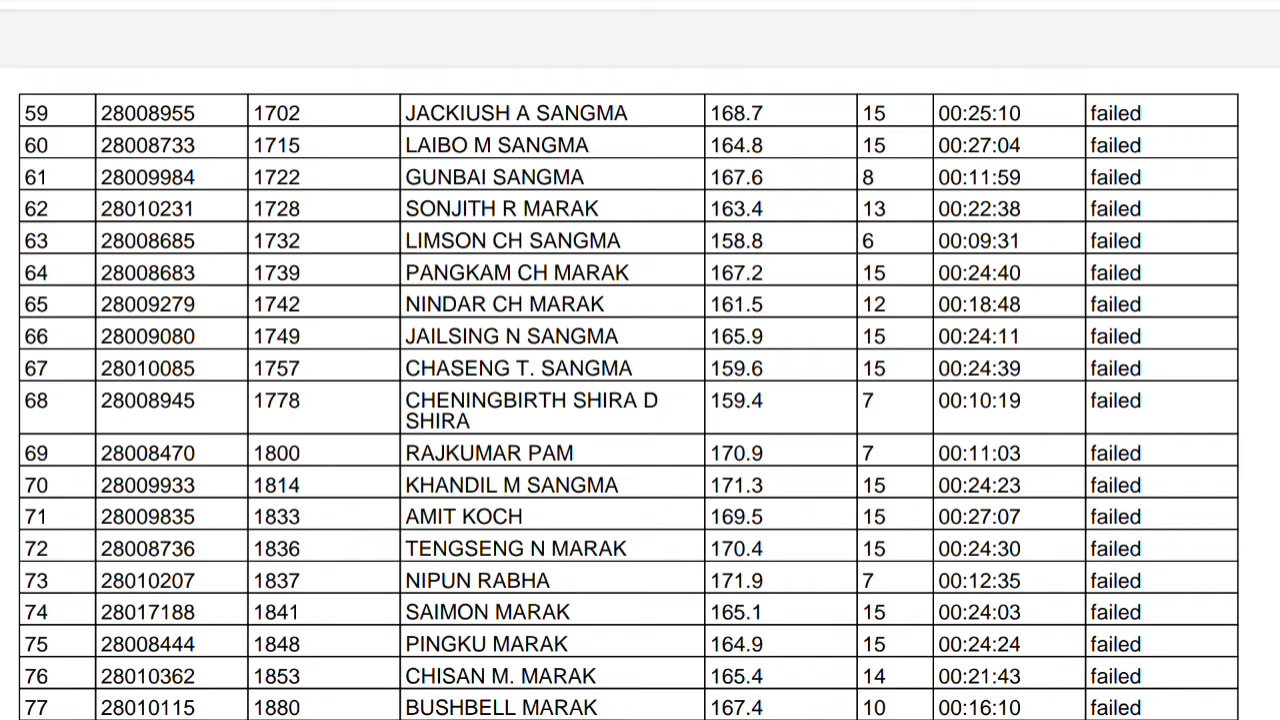 59 28008955 1702 JACKIUSH A SANGMA 168.7 15 00:25:10 failed
60 28008733 1715 LAIBO M SANGMA 164.8 15 00:27:04 failed
61 28009984 1722 GUNBAI SANGMA 167.6 8 00:11:59 failed
62 28010231 1728 SONJITH R MARAK 163.4 13 00:22:38 failed
63 28008685 1732 LIMSON CH SANGMA 158.8 6 00:09:31 failed
64 28008683 1739 PANGKAM CH MARAK 167.2 15 00:24:40 failed
65 28009279 1742 NINDAR CH MARAK 161.5 12 00:18:48 failed
66 28009080 1749 JAILSING N SANGMA 165.9 15 00:24:11 failed
67 28010085 1757 CHASENG T. SANGMA 159.6 15 00:24:39 failed
68 28008945 1778 CHENINGBIRTH SHIRA D 159.4 7 00:10:19 failed
SHIRA
69 28008470 1800 RAJKUMAR PAM 170.9 7 00:11:03 failed
70 28009933 1814 KHANDIL M SANGMA 171.3 15 00:24:23 failed
71 28009835 1833 AMIT KOCH 169.5 15 00:27:07 failed
72 28008736 1836 TENGSENG N MARAK 170.4 15 00:24:30 failed
73 28010207 1837 NIPUN RABHA 171.9 7 00:12:35 failed
74 28017188 1841 SAIMON MARAK 165.1 15 00:24:03 failed
75 28008444 1848 PINGKU MARAK 164.9 15 00:24:24 failed
76 28010362 1853 CHISAN M. MARAK 165.4 14 00:21:43 failed
77 28010115 1880 BUSHBELL MARAK 167.4 10 00:16:10 failed